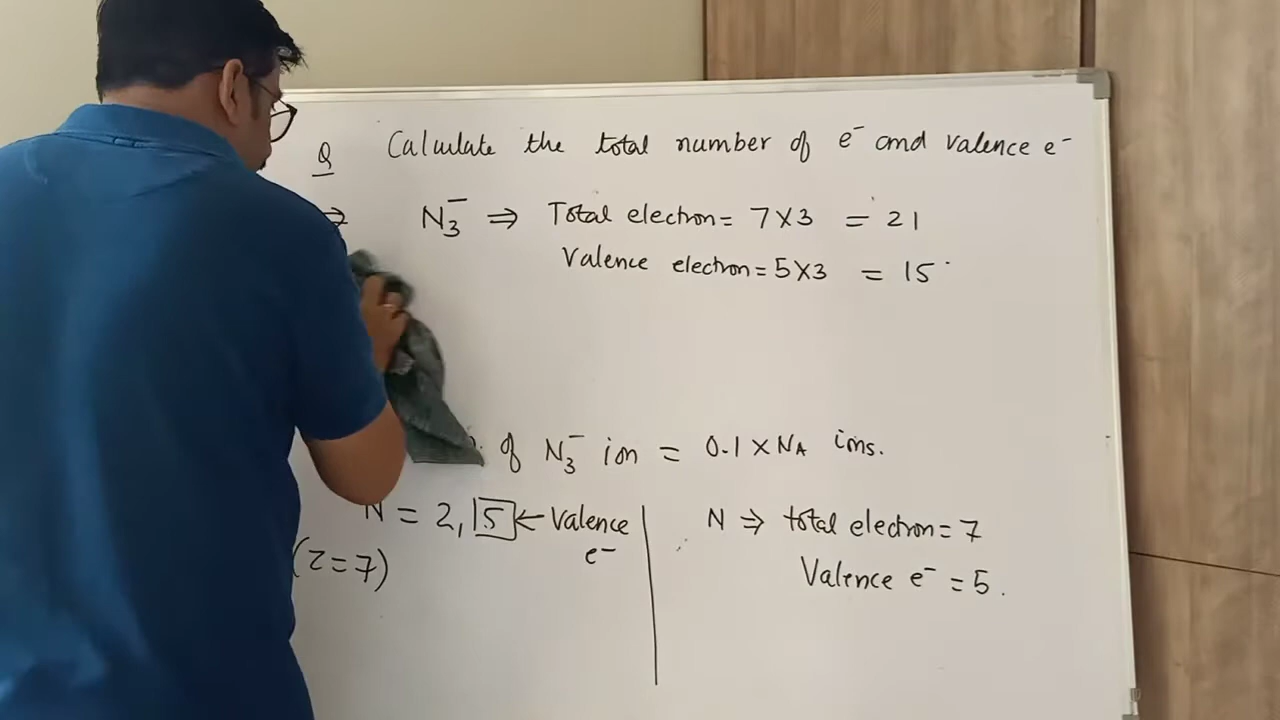 Q Calculate the total number of e⁻ and valence e⁻
⇒ N₃⁻ ⇒ Total electron = 7 X 3 = 21
Valence electron = 5 X 3 = 15
of N₃⁻ ion = 0.1 X NA ions.
N = 2, 5 ← Valence e⁻
(Z = 7)
N ⇒ total electron = 7
Valence e⁻ = 5.